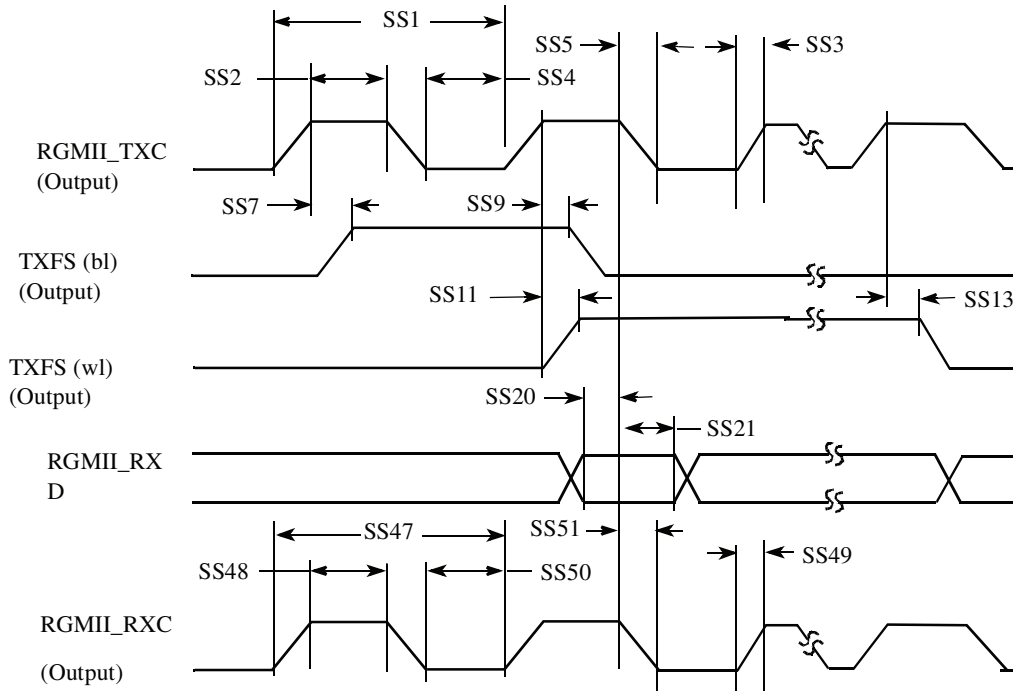 SS1
SS5
SS3
SS2
SS4
RGMII_TXC
(Output)
SS7
SS9
TXFS (bl)
(Output)
SS11
SS13
TXFS (wl)
(Output)
SS20
SS21
RGMII_RX
D
SS47
SS51
SS49
SS48
SS50
RGMII_RXC
(Output)